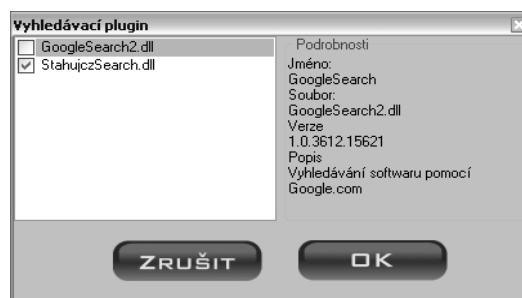 Vyhledávací plugin
GoogleSearch2.dll
StahujczSearch.dll
Podrobnosti
Jméno:
GoogleSearch
Soubor:
GoogleSearch2.dll
Verze
1.0.3612.15621
Popis
Vyhledávání softwaru pomocí
Google.com
ZRUŠIT
OK